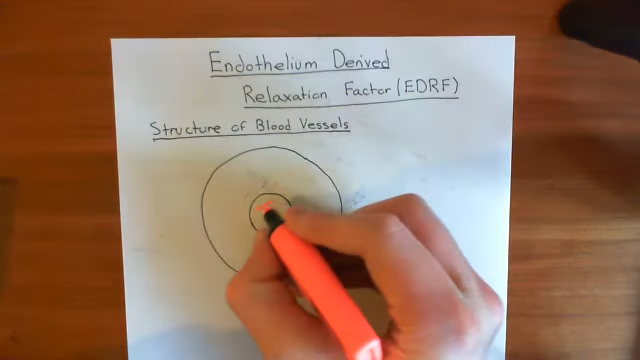 Endothelium Derived
Relaxation Factor (EDRF)
Structure of Blood Vessels